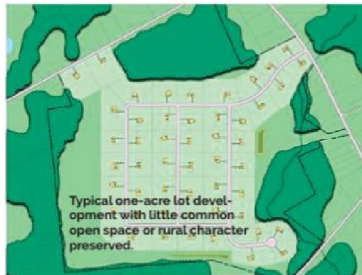 Typical one-acre lot devel-
opment with little common
open space or rural character
preserved.